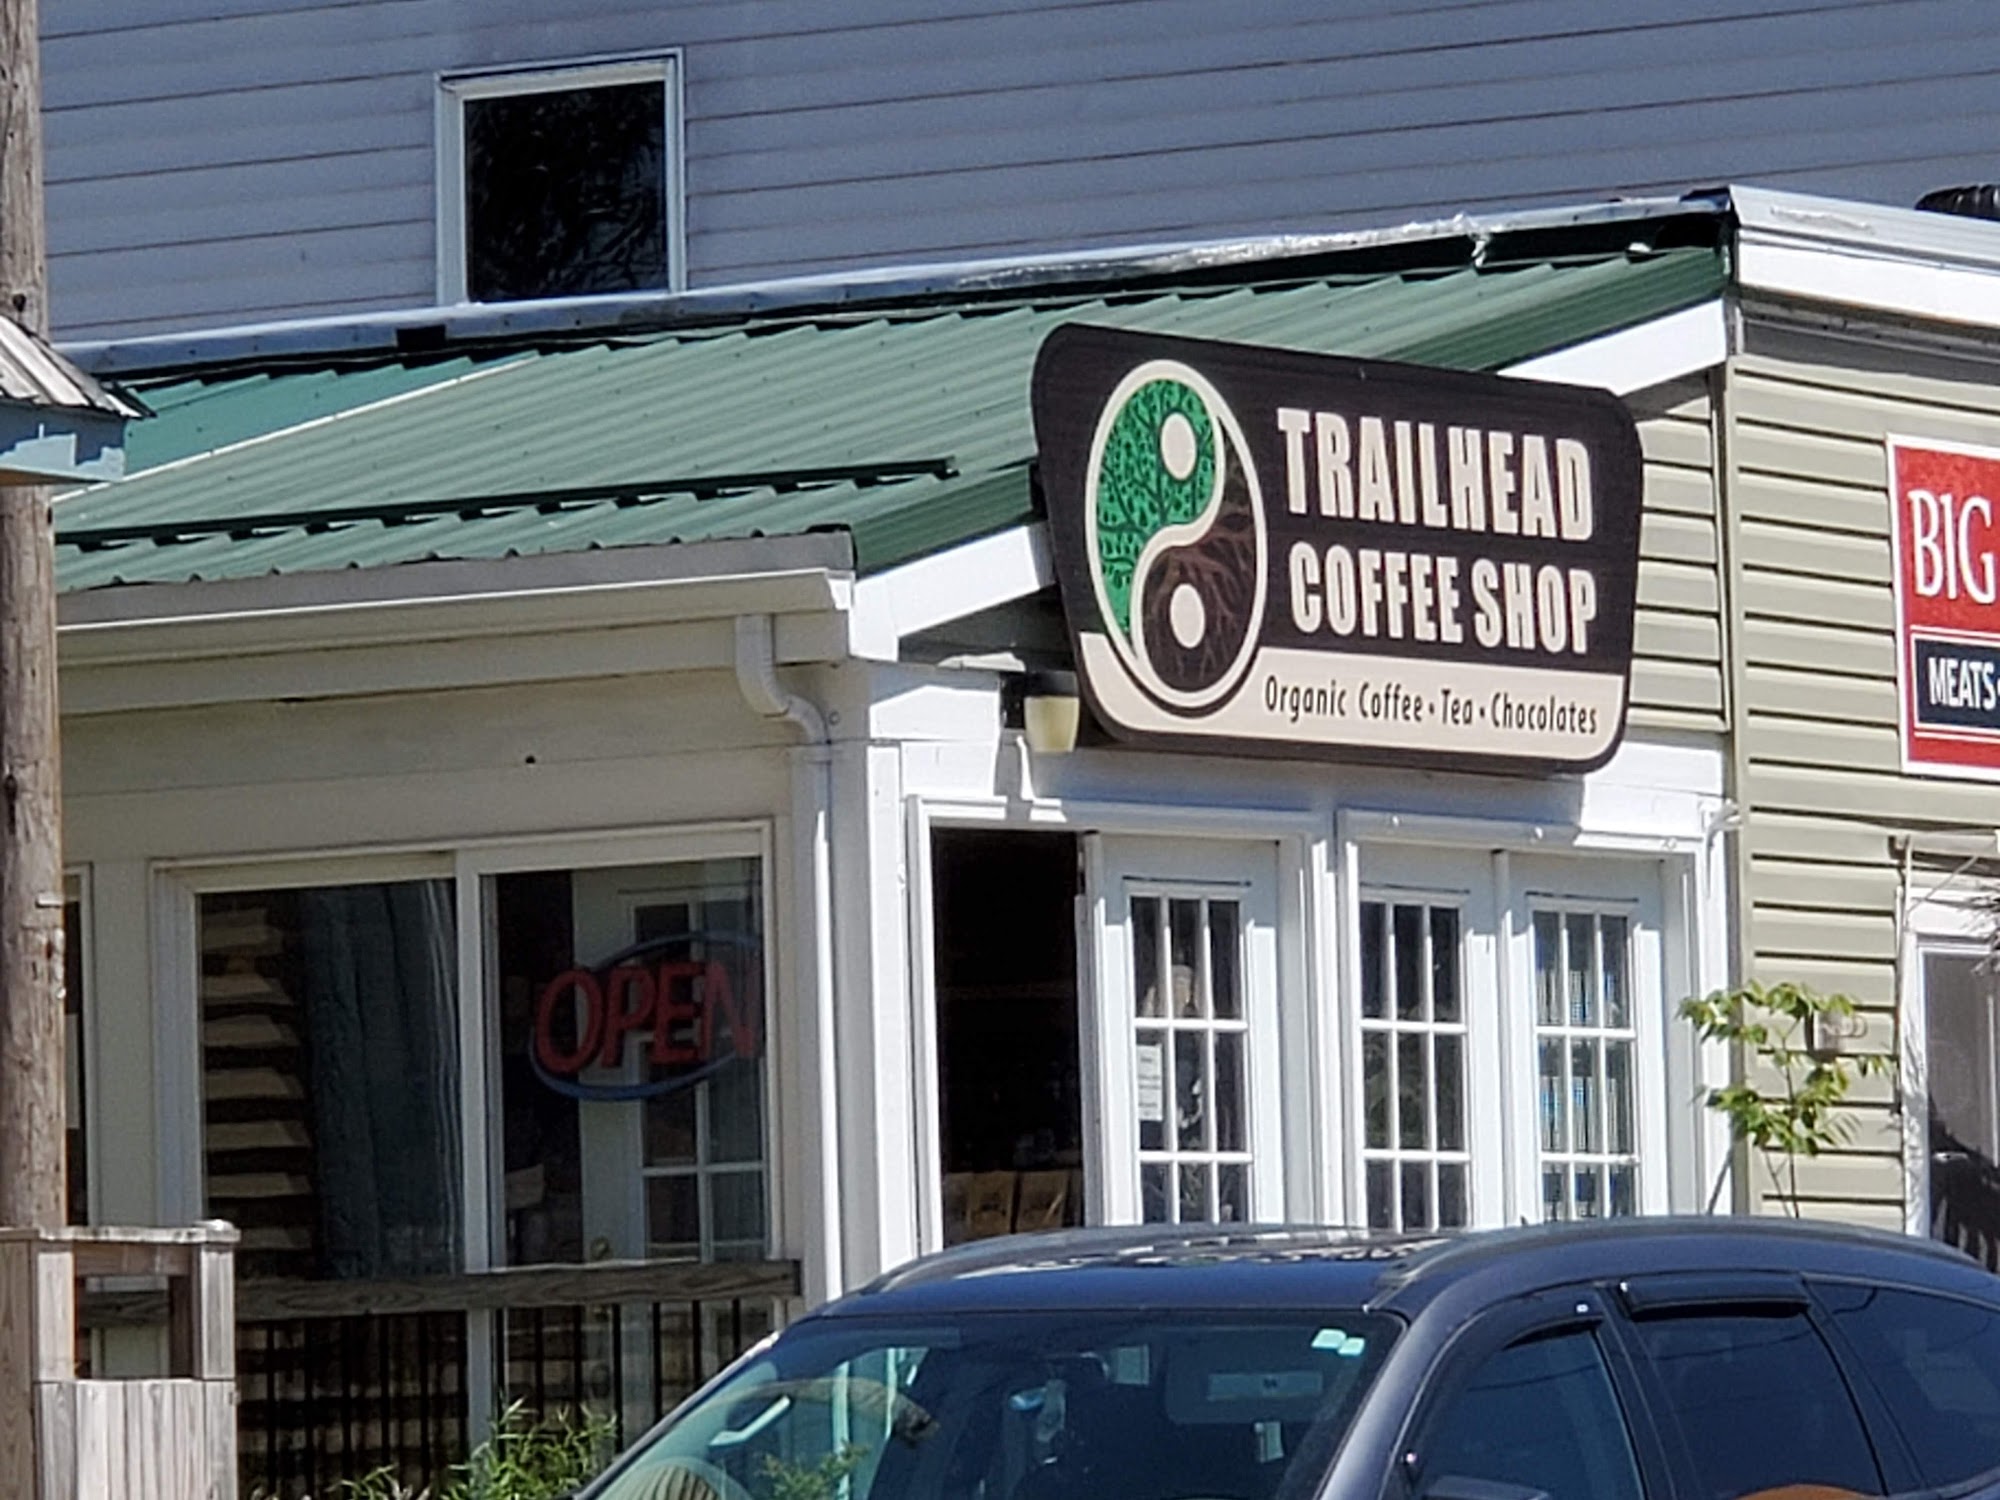 TRAILHEAD
COFFEE SHOP
Organic Coffee • Tea • Chocolates
BIG
MEATS •
OPEN